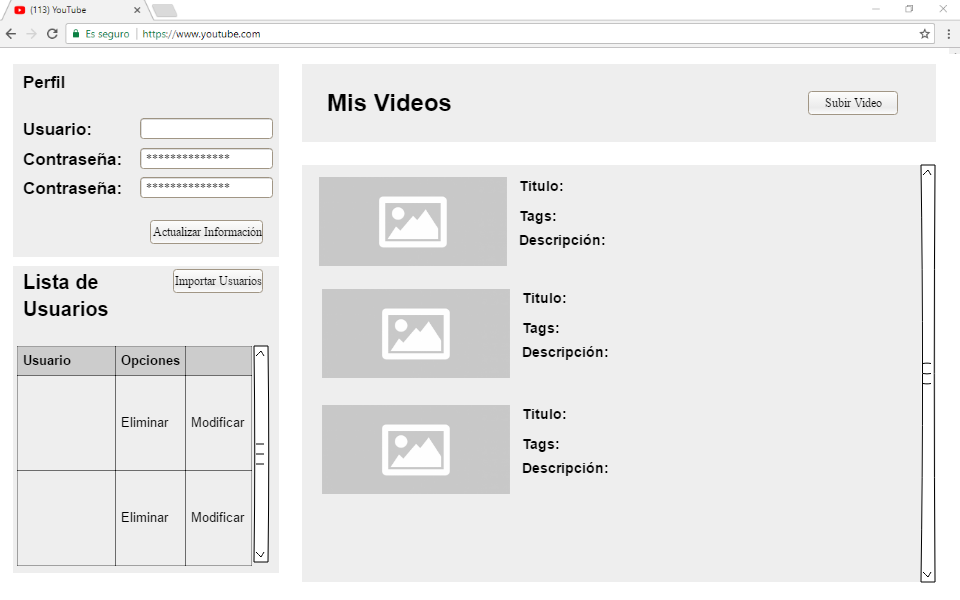 (113) YouTube
Es seguro | https://www.youtube.com
Perfil
Usuario:
Contraseña: **************
Contraseña: **************
Actualizar Información
Lista de Usuarios
Importar Usuarios
Usuario Opciones
Eliminar Modificar
Eliminar Modificar
Mis Videos
Subir Video
Titulo:
Tags:
Descripción:
Titulo:
Tags:
Descripción:
Titulo:
Tags:
Descripción: